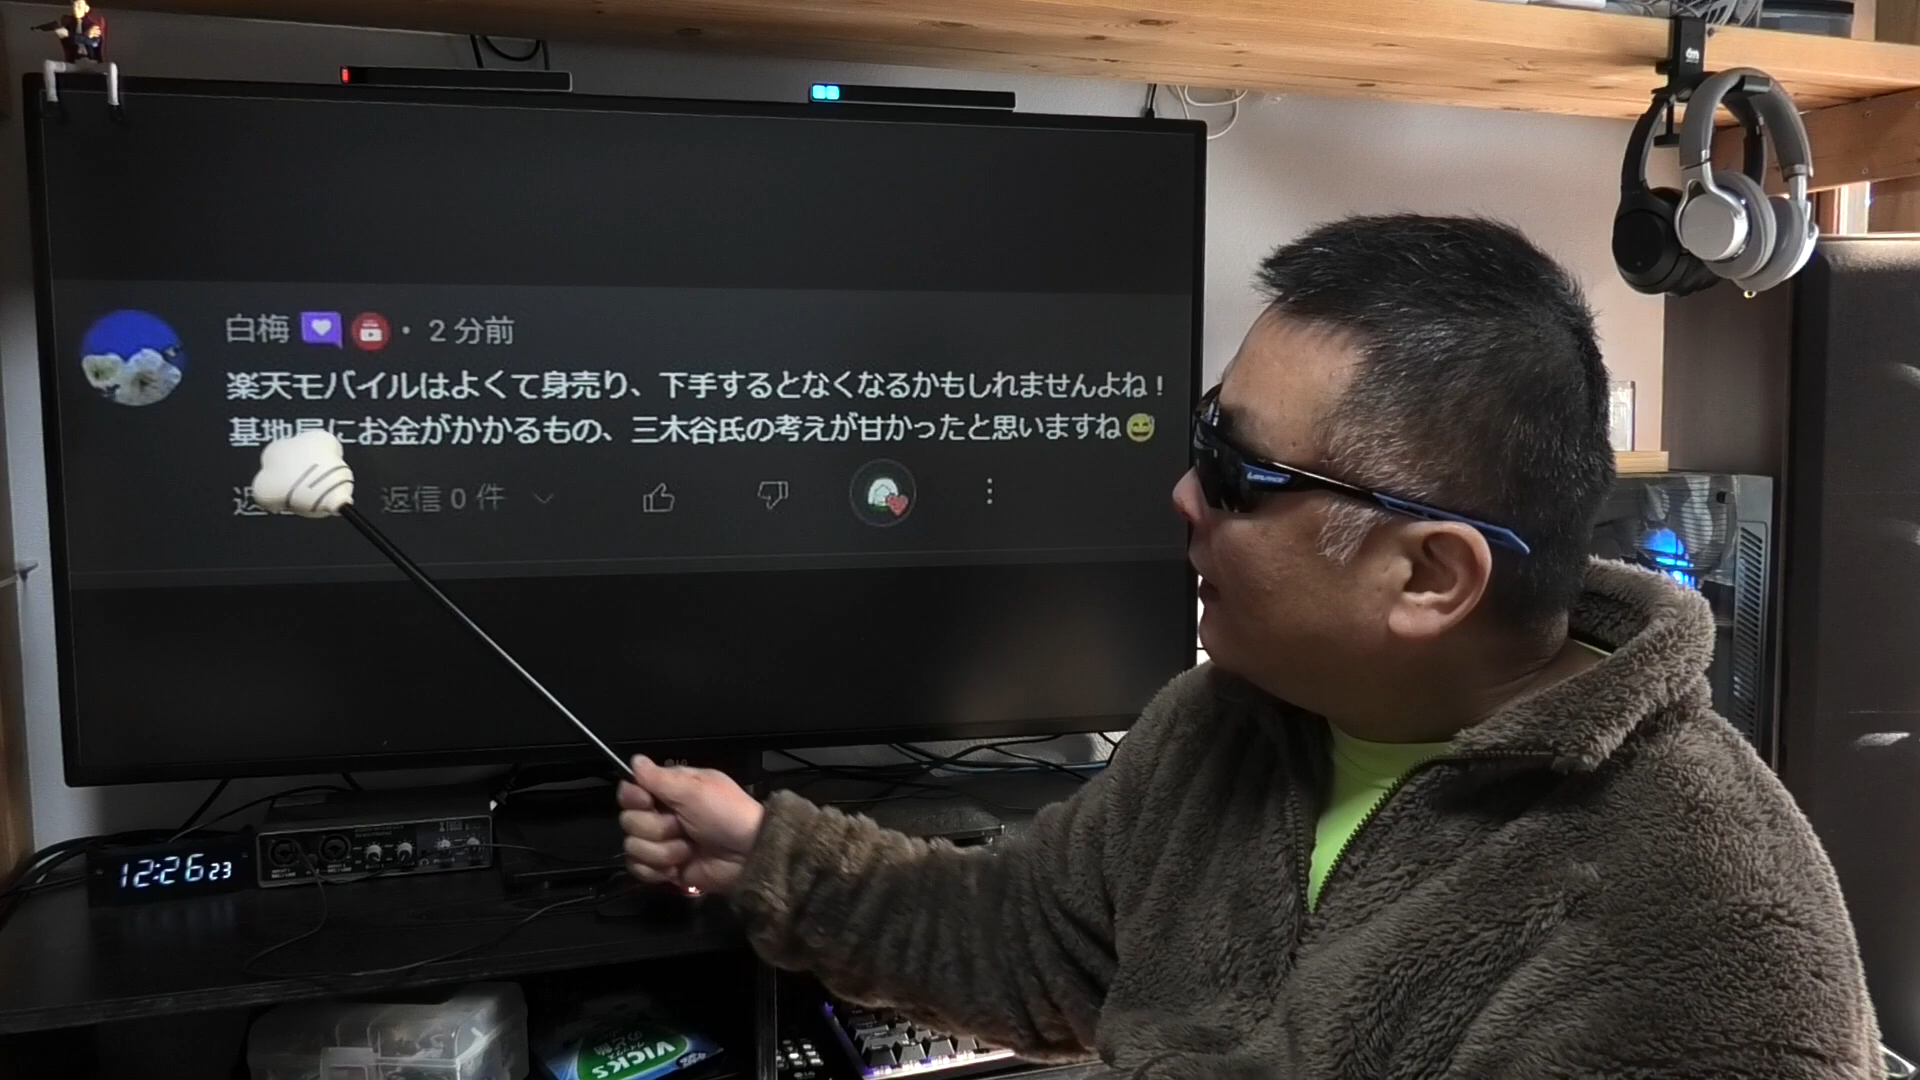 白梅 • 2 分前
楽天モバイルはよくて身売り、下手するとなくなるかもしれませんよね！
基地局にお金がかかるもの、三木谷氏の考えが甘かったと思いますね😅
返信 0 件
LG
12:26 23
VICKS